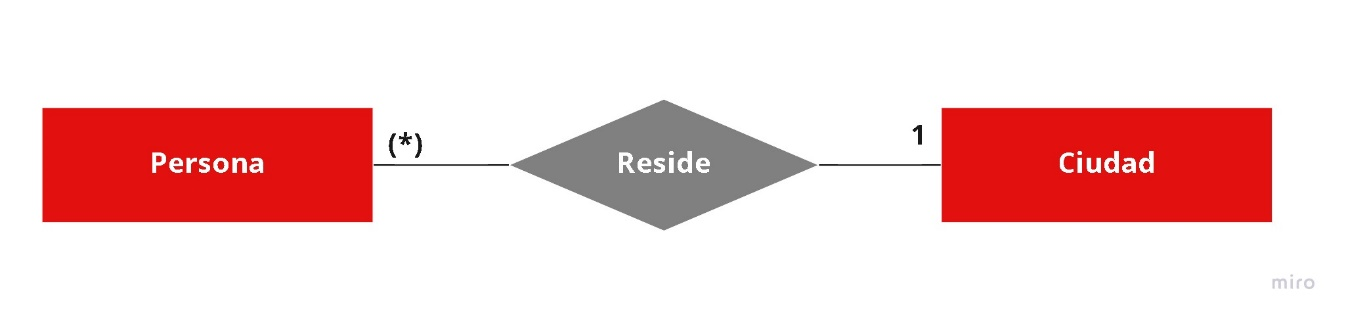 Persona
(*)
Reside
1
Ciudad
miro